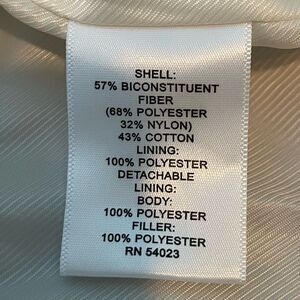 SHELL:
57% BICONSTITUENT
FIBER
(68% POLYESTER
32% NYLON)
43% COTTON
LINING:
100% POLYESTER
DETACHABLE
LINING:
BODY:
100% POLYESTER
FILLER:
100% POLYESTER
RN 54023